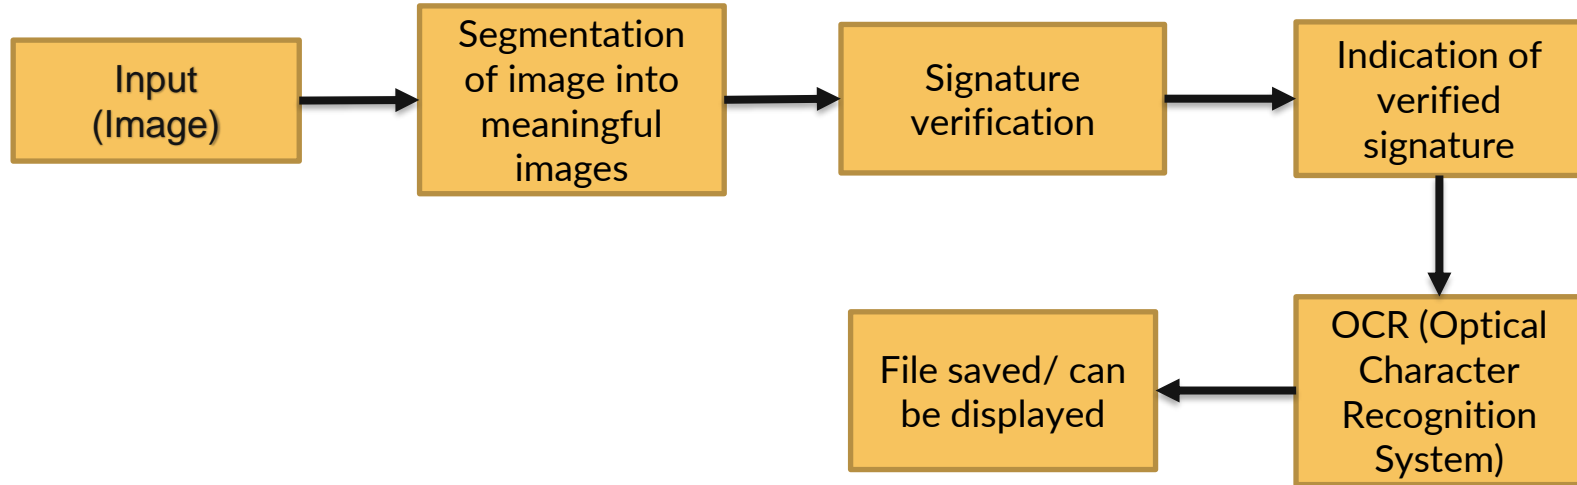 Input
(Image)
Segmentation
of image into
meaningful
images
Signature
verification
Indication of
verified
signature
OCR (Optical
Character
Recognition
System)
File saved/ can
be displayed